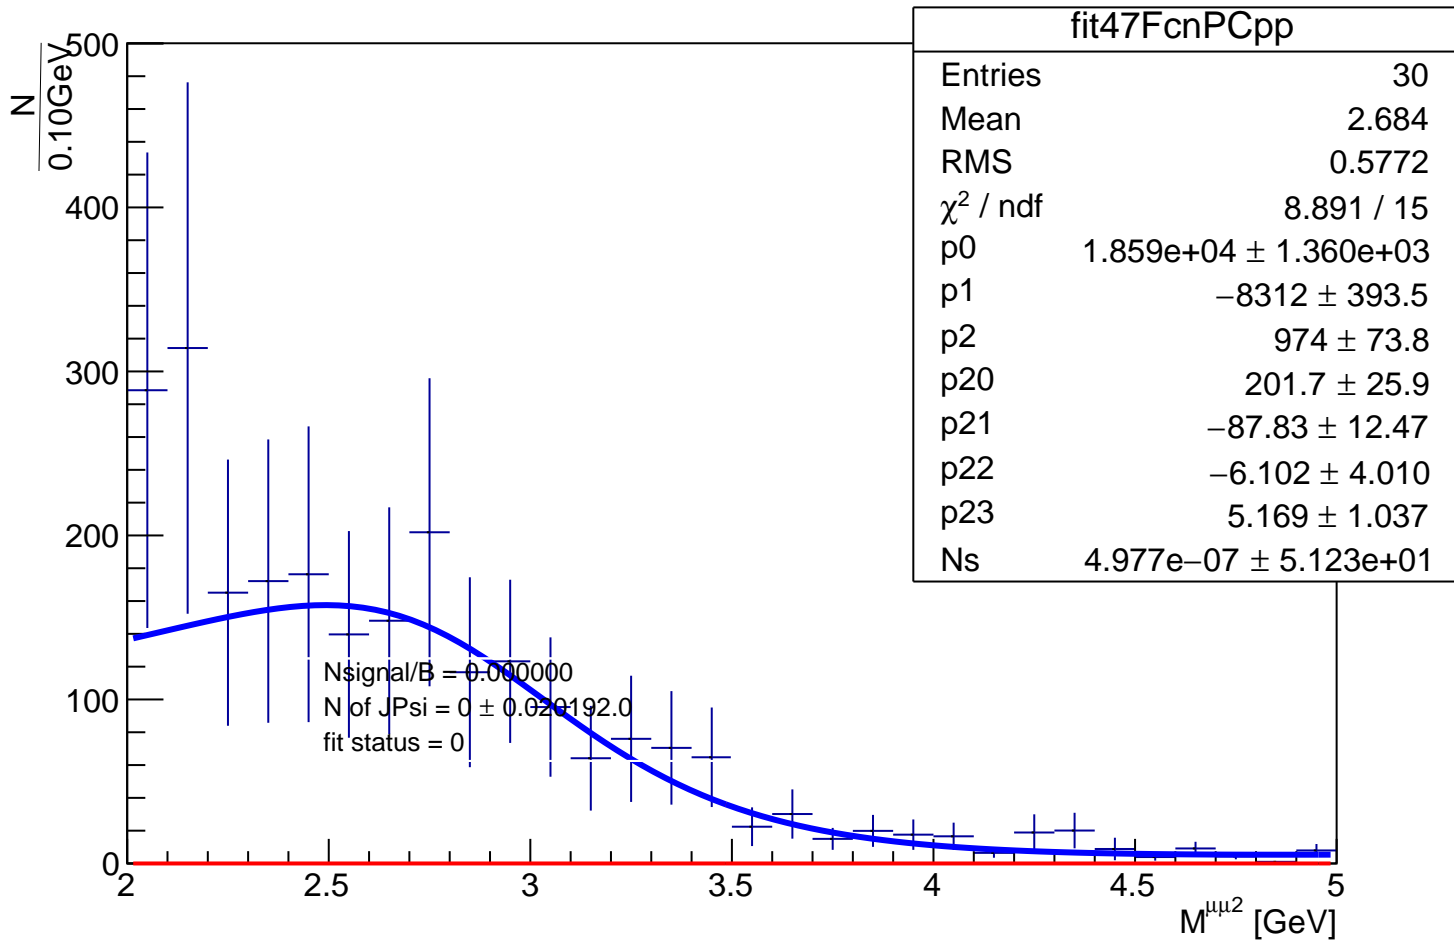 fit47FcnPCpp
Entries 30
Mean 2.684
RMS 0.5772
χ² / ndf 8.891 / 15
p0 1.859e+04 ± 1.360e+03
p1 −8312 ± 393.5
p2 974 ± 73.8
p20 201.7 ± 25.9
p21 −87.83 ± 12.47
p22 −6.102 ± 4.010
p23 5.169 ± 1.037
Ns 4.977e−07 ± 5.123e+01
N
0.10GeV
500
400
300
200
100
0
Nsignal/B = 0.000000
N of JPsi = 0 ± 0.020192.0
fit status = 0
2 2.5 3 3.5 4 4.5 5
M^μμ2 [GeV]